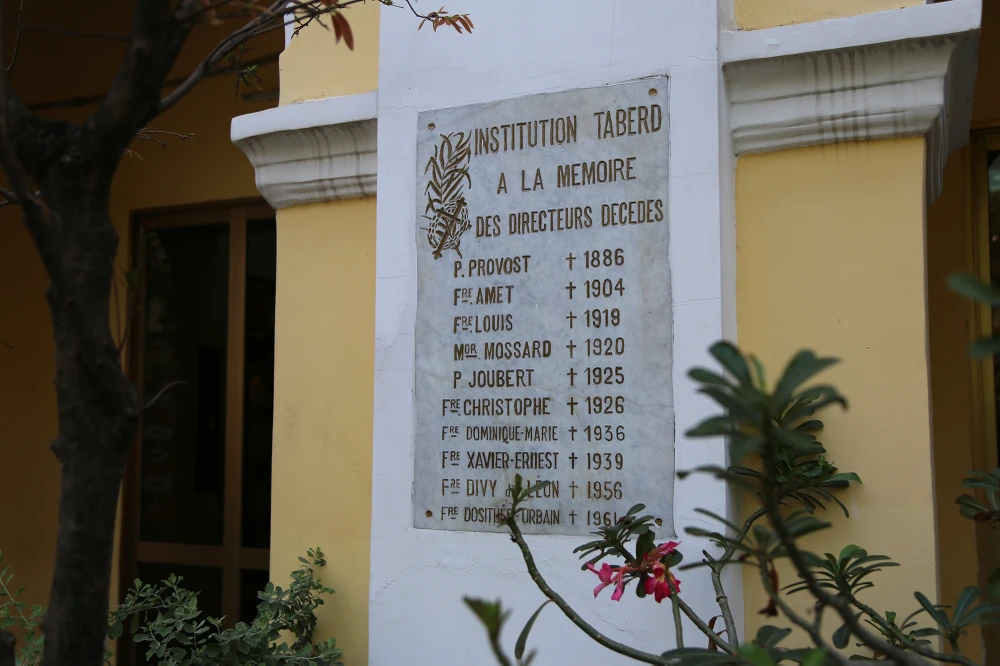 INSTITUTION TABERD
A LA MEMOIRE
DES DIRECTEURS DECEDES
P. PROVOST † 1886
FRE. AMET † 1904
FRE. LOUIS † 1919
MGR MOSSARD † 1920
P JOUBERT † 1925
FRE CHRISTOPHE † 1926
FRE DOMINIQUE-MARIE † 1936
FRE XAVIER-ERNEST † 1939
FRE DIVY † 1956
FRE URBAIN † 1961